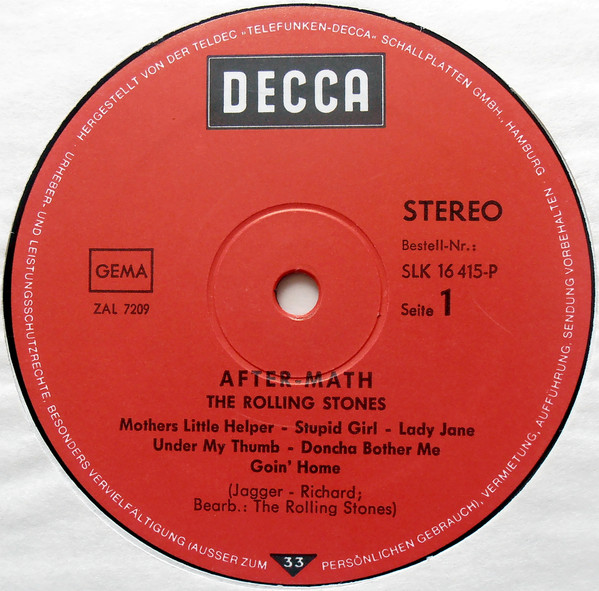 · HERGESTELLT VON DER TELDEC »TELEFUNKEN-DECCA« SCHALLPLATTEN GMBH., HAMBURG ·
URHEBER- UND LEISTUNGSSCHUTZRECHTE, BESONDERS VERVIELFALTIGUNG (AUSSER ZUM PERSÖNLICHEN GEBRAUCH), VERMIETUNG, AUFFÜHRUNG, SENDUNG VORBEHALTEN ·
DECCA
STEREO
Bestell-Nr.:
GEMA
SLK 16 415-P
ZAL 7209
Seite 1
AFTER-MATH
THE ROLLING STONES
Mothers Little Helper - Stupid Girl - Lady Jane
Under My Thumb - Doncha Bother Me
Goin' Home
(Jagger - Richard;
Bearb.: The Rolling Stones)
33